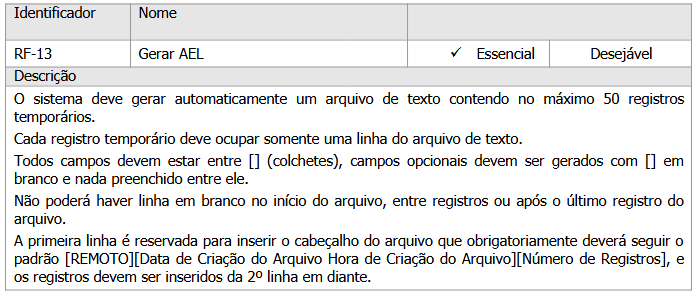 Identificador Nome
RF-13 Gerar AEL ✓ Essencial Desejável
Descrição
O sistema deve gerar automaticamente um arquivo de texto contendo no máximo 50 registros
temporários.
Cada registro temporário deve ocupar somente uma linha do arquivo de texto.
Todos campos devem estar entre [] (colchetes), campos opcionais devem ser gerados com [] em
branco e nada preenchido entre ele.
Não poderá haver linha em branco no início do arquivo, entre registros ou após o último registro do
arquivo.
A primeira linha é reservada para inserir o cabeçalho do arquivo que obrigatoriamente deverá seguir o
padrão [REMOTO][Data de Criação do Arquivo Hora de Criação do Arquivo][Número de Registros], e
os registros devem ser inseridos da 2º linha em diante.